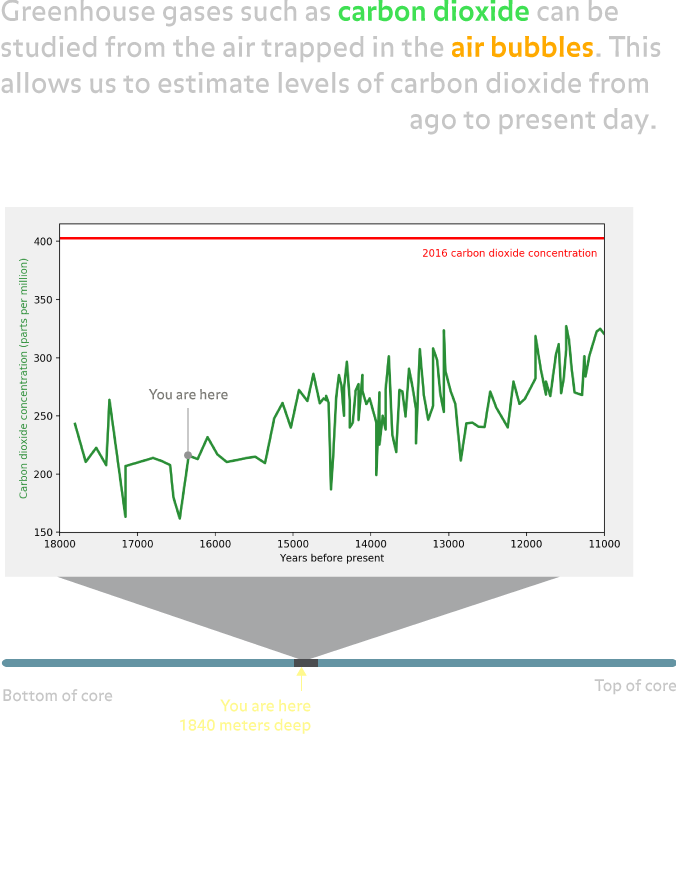 Greenhouse gases such as carbon dioxide can be
studied from the air trapped in the air bubbles. This
allows us to estimate levels of carbon dioxide from
ago to present day.
400
350
300
250
200
150
Carbon dioxide concentration (parts per million)
2016 carbon dioxide concentration
You are here
18000 17000 16000 15000 14000 13000 12000 11000
Years before present
Bottom of core
Top of core
You are here
1840 meters deep